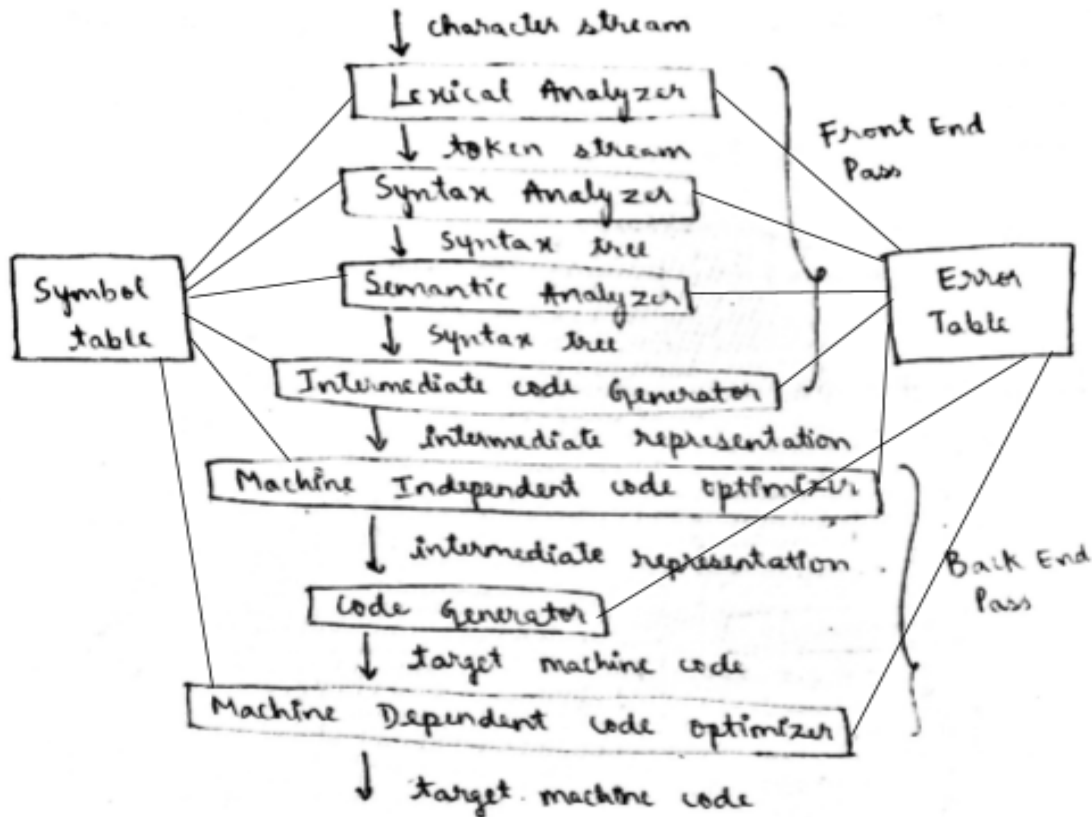 character stream
Lexical Analyzer
token stream
Front End
Pass
Syntax Analyzer
syntax tree
Symbol
table
Semantic Analyzer
Error
Table
syntax tree
Intermediate code Generator
intermediate representation
Machine Independent code optimizer
intermediate representation
Back End
Pass
Code Generator
target machine code
Machine Dependent code optimizer
target machine code